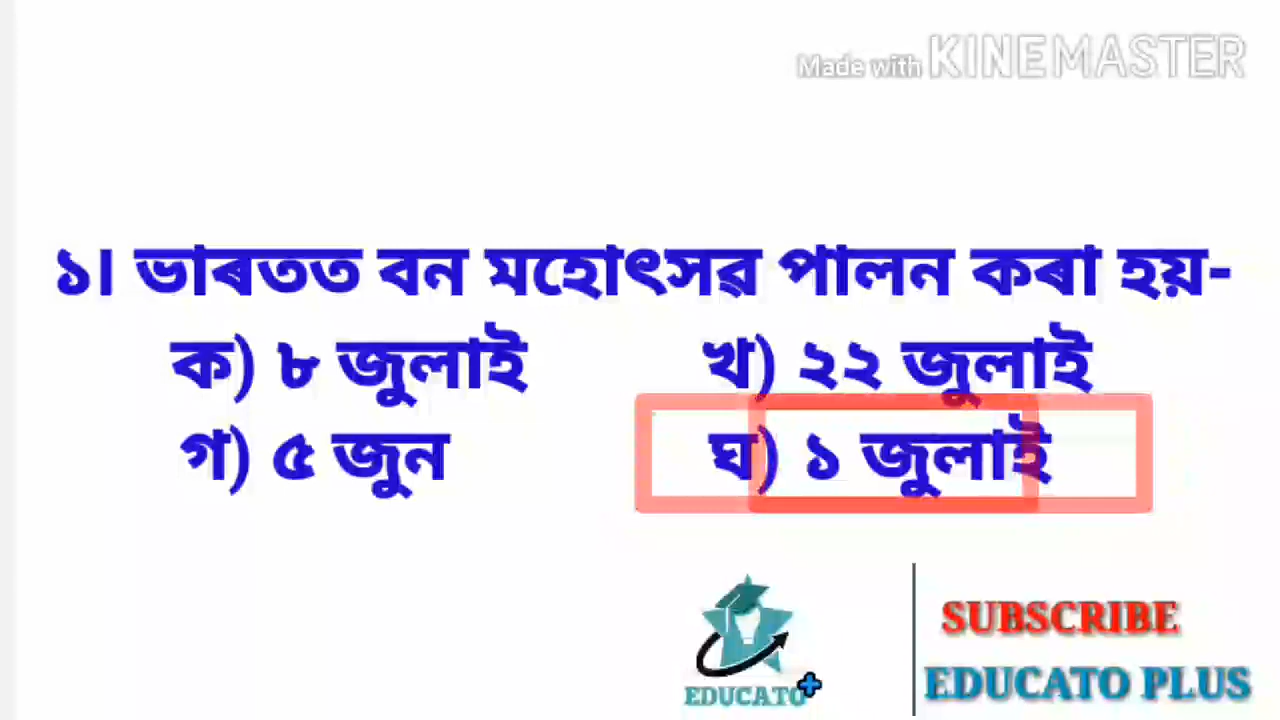 Made with KINEMASTER
১। ভাৰতত বন মহোৎসৱ পালন কৰা হয়-
ক) ৮ জুলাই খ) ২২ জুলাই
গ) ৫ জুন ঘ) ১ জুলাই
SUBSCRIBE
EDUCATO+
EDUCATO PLUS